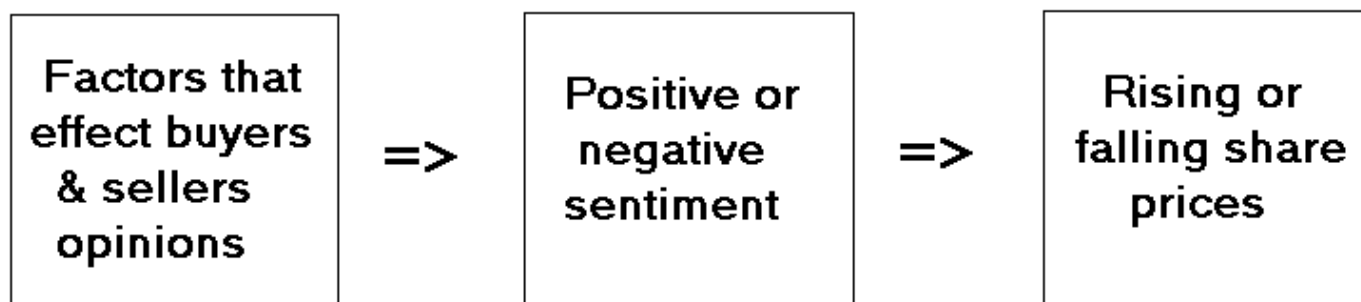 Factors that
effect buyers
& sellers
opinions
=>
Positive or
negative
sentiment
=>
Rising or
falling share
prices